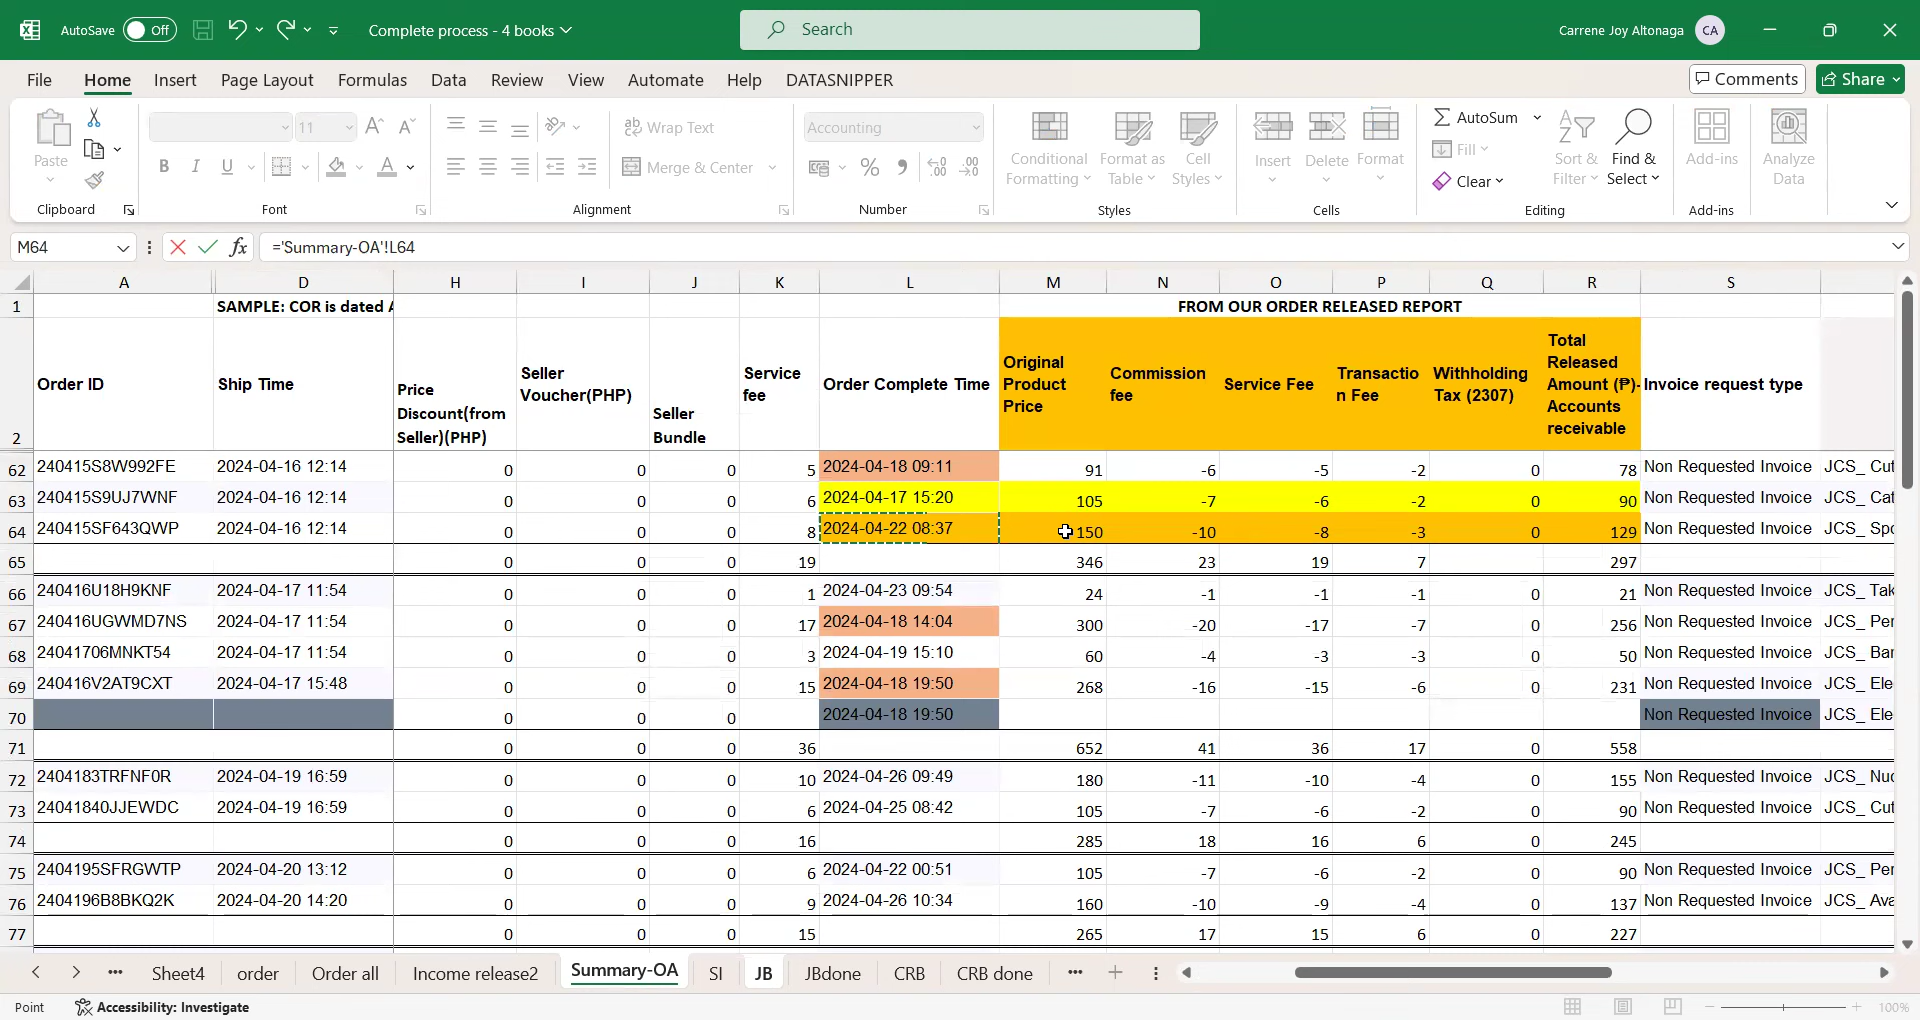 AutoSave Off Complete process - 4 books Search Carrene Joy Altonaga CA
File Home Insert Page Layout Formulas Data Review View Automate Help DATASNIPPER Comments Share
Paste
11
B I U
Wrap Text
Merge & Center
Accounting
Conditional Formatting
Format as Table
Cell Styles
Insert Delete Format
AutoSum
Fill
Clear
Sort & Filter
Find & Select
Add-ins
Analyze Data
Clipboard Font Alignment Number Styles Cells Editing Add-ins
M64 fx ='Summary-OA'!L64
A D H I J K L M N O P Q R S
1 SAMPLE: COR is dated FROM OUR ORDER RELEASED REPORT
2 Order ID
Ship Time
Price Discount(from Seller)(PHP)
Seller Voucher(PHP)
Seller Bundle
Service fee
Order Complete Time
Original Product Price
Commission fee
Service Fee
Transactio n Fee
Withholding Tax (2307)
Total Released Amount (₱)- Accounts receivable
Invoice request type
62 240415S8W992FE 2024-04-16 12:14 0 0 0 5 2024-04-18 09:11 91 -6 -5 -2 0 78 Non Requested Invoice JCS_ Cut
63 240415S9UJ7WNF 2024-04-16 12:14 0 0 0 6 2024-04-17 15:20 105 -7 -6 -2 0 90 Non Requested Invoice JCS_ Cat
64 240415SF643QWP 2024-04-16 12:14 0 0 0 8 2024-04-22 08:37 150 -10 -8 -3 0 129 Non Requested Invoice JCS_ Spo
65 0 0 0 19 346 23 19 7 0 297
66 240416U18H9KNF 2024-04-17 11:54 0 0 0 1 2024-04-23 09:54 24 -1 -1 -1 0 21 Non Requested Invoice JCS_ Tak
67 240416UGWMD7NS 2024-04-17 11:54 0 0 0 17 2024-04-18 14:04 300 -20 -17 -7 0 256 Non Requested Invoice JCS_ Per
68 24041706MNKT54 2024-04-17 11:54 0 0 0 3 2024-04-19 15:10 60 -4 -3 -3 0 50 Non Requested Invoice JCS_ Bar
69 240416V2AT9CXT 2024-04-17 15:48 0 0 0 15 2024-04-18 19:50 268 -16 -15 -6 0 231 Non Requested Invoice JCS_ Ele
70 0 0 0 2024-04-18 19:50 Non Requested Invoice JCS_ Ele
71 0 0 0 36 652 41 36 17 0 558
72 2404183TRFNF0R 2024-04-19 16:59 0 0 0 10 2024-04-26 09:49 180 -11 -10 -4 0 155 Non Requested Invoice JCS_ Nuc
73 24041840JJEWDC 2024-04-19 16:59 0 0 0 6 2024-04-25 08:42 105 -7 -6 -2 0 90 Non Requested Invoice JCS_ Cut
74 0 0 0 16 285 18 16 6 0 245
75 2404195SFRGWTP 2024-04-20 13:12 0 0 0 6 2024-04-22 00:51 105 -7 -6 -2 0 90 Non Requested Invoice JCS_ Per
76 2404196B8BKQ2K 2024-04-20 14:20 0 0 0 9 2024-04-26 10:34 160 -10 -9 -4 0 137 Non Requested Invoice JCS_ Ava
77 0 0 0 15 265 17 15 6 0 227
Sheet4 order Order all Income release2 Summary-OA SI JB JBdone CRB CRB done
Point Accessibility: Investigate 100%